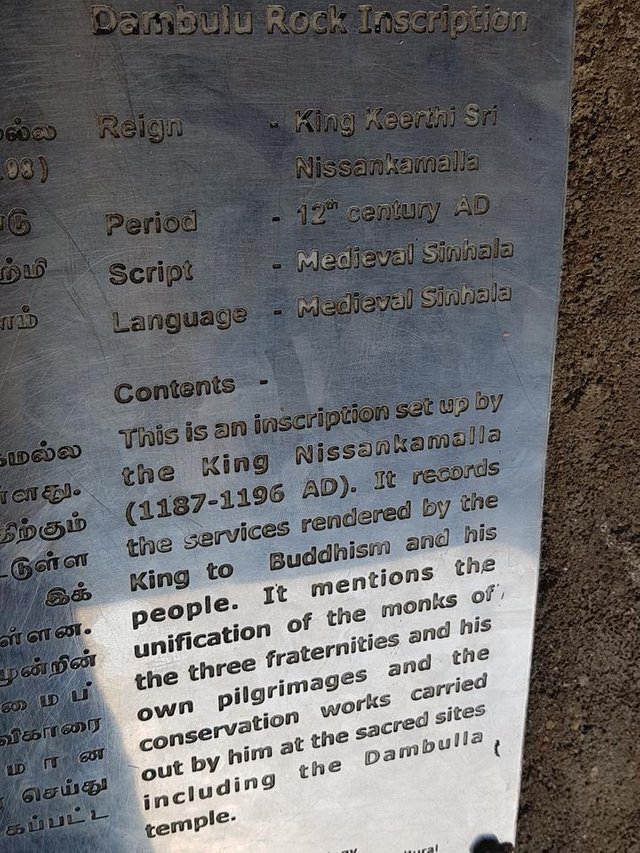 Dambulu Rock Inscription
Reign - King Keerthi Sri
Nissankamalla
Period - 12th century AD
Script - Medieval Sinhala
Language - Medieval Sinhala
Contents -
This is an inscription set up by
the King Nissankamalla
(1187-1196 AD). It records
the services rendered by the
King to Buddhism and his
people. It mentions the
unification of the monks of
the three fraternities and his
own pilgrimages and the
conservation works carried
out by him at the sacred sites
including the Dambulla
temple.
செய்து